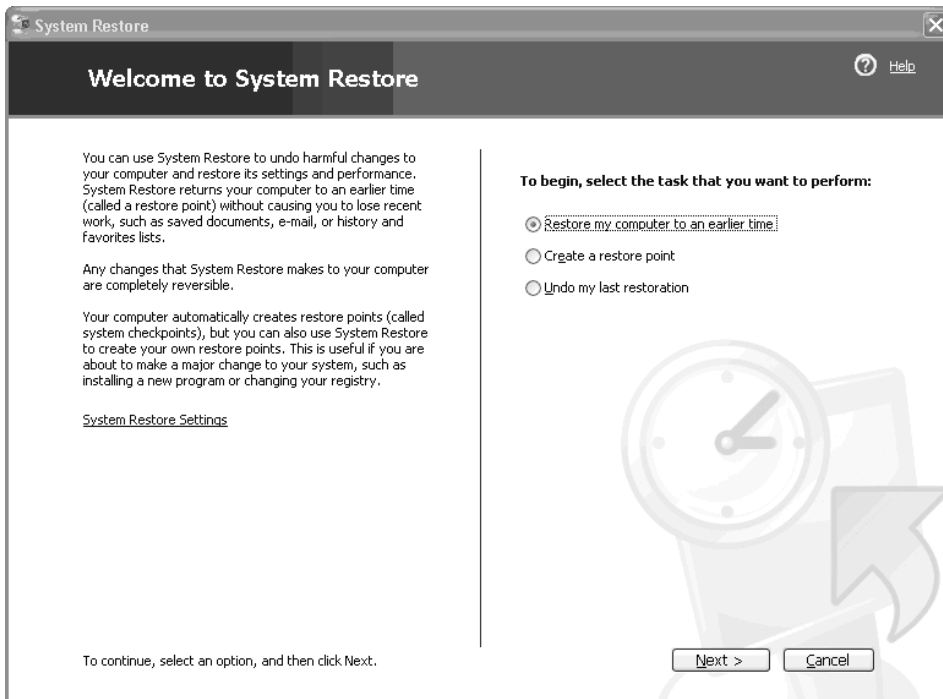 System Restore
Welcome to System Restore
Help
You can use System Restore to undo harmful changes to
your computer and restore its settings and performance.
System Restore returns your computer to an earlier time
(called a restore point) without causing you to lose recent
work, such as saved documents, e-mail, or history and
favorites lists.
Any changes that System Restore makes to your computer
are completely reversible.
Your computer automatically creates restore points (called
system checkpoints), but you can also use System Restore
to create your own restore points. This is useful if you are
about to make a major change to your system, such as
installing a new program or changing your registry.
System Restore Settings
To begin, select the task that you want to perform:
Restore my computer to an earlier time
Create a restore point
Undo my last restoration
To continue, select an option, and then click Next.
Next >
Cancel